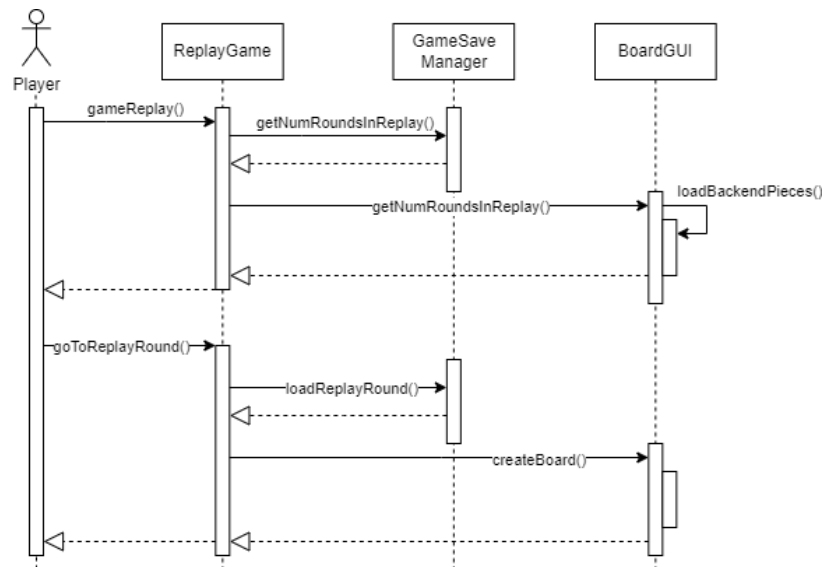 Player
ReplayGame
GameSave
Manager
BoardGUI
gameReplay()
getNumRoundsInReplay()
loadBackendPieces()
getNumRoundsInReplay()
goToReplayRound()
loadReplayRound()
createBoard()